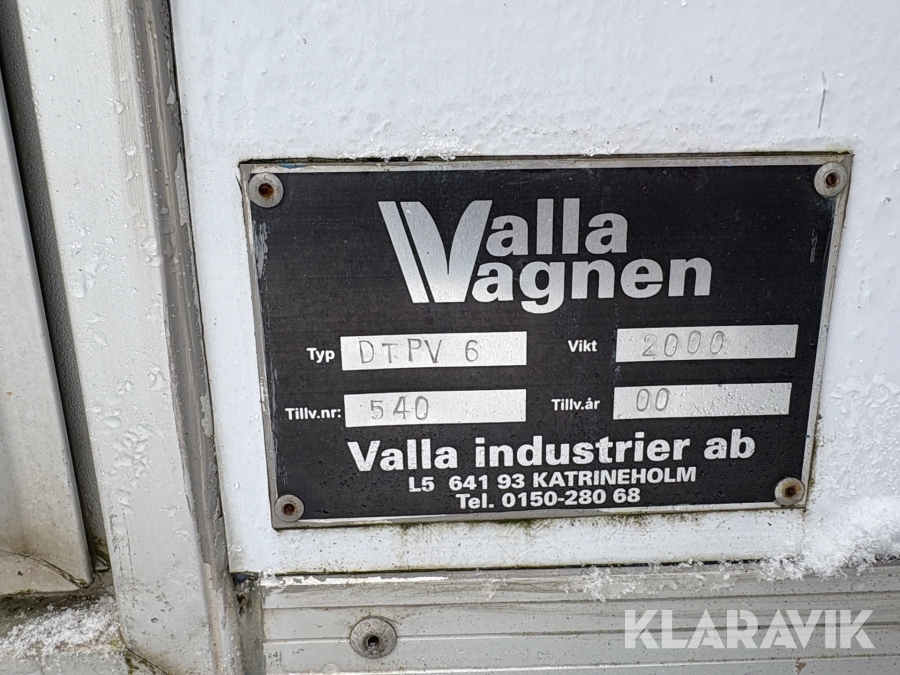 Valla
Vagnen
Typ DTPV 6 Vikt 2000
Tillv.nr: 540 Tillv.år 00
Valla industrier ab
L5 641 93 KATRINEHOLM
Tel. 0150-280 68
KLARAVIK